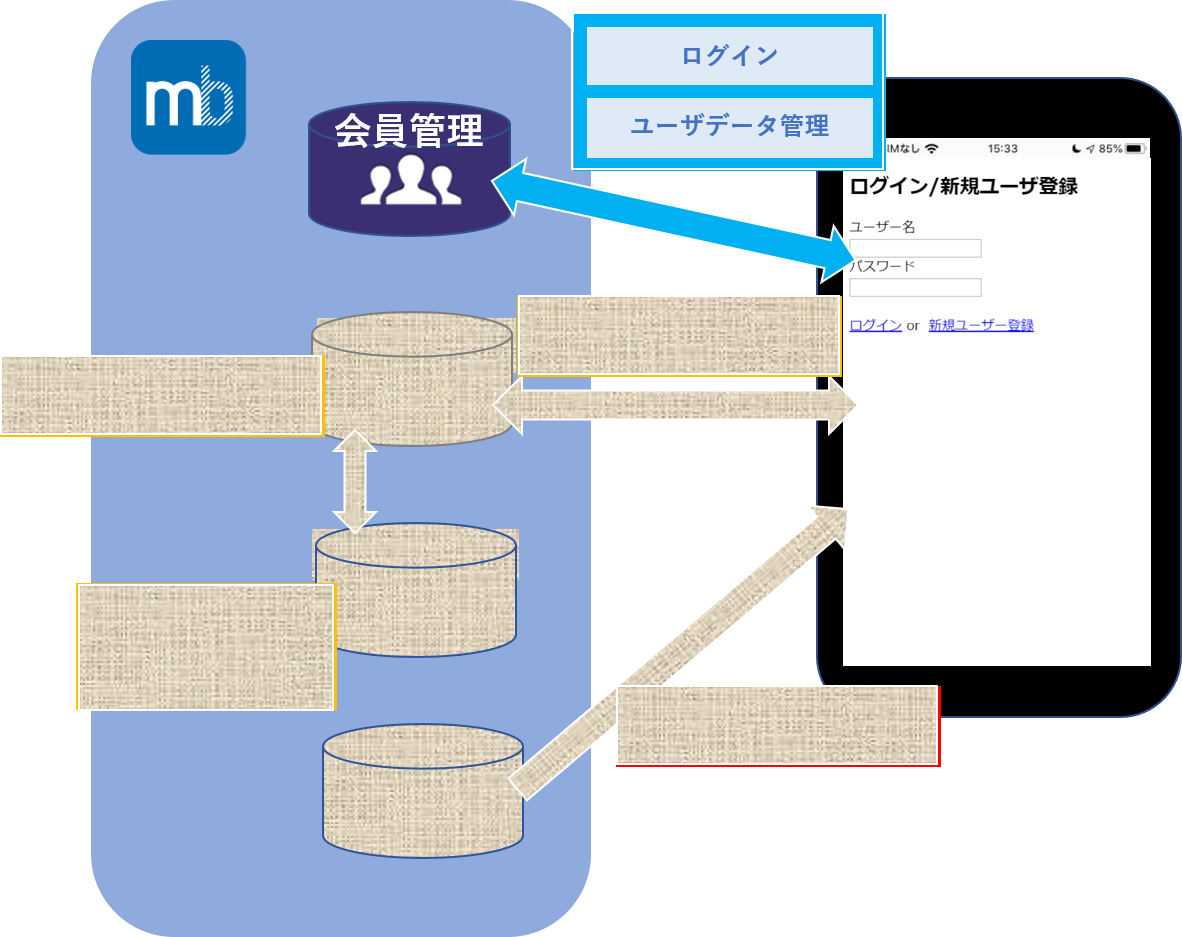 mb
会員管理
ログイン
ユーザデータ管理
IMなし 15:33 85%
ログイン/新規ユーザ登録
ユーザー名
パスワード
ログイン or 新規ユーザー登録